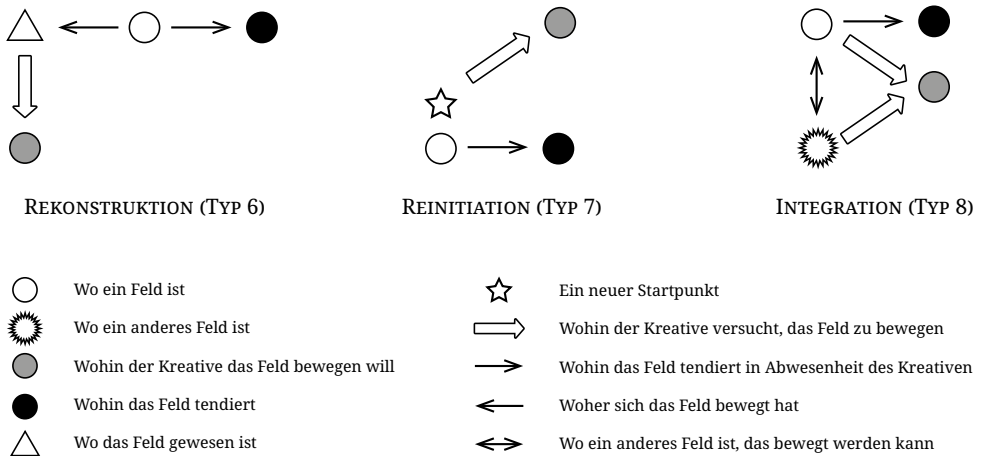 Rekonstruktion (Typ 6)
Reinitiation (Typ 7)
Integration (Typ 8)
Wo ein Feld ist
Wo ein anderes Feld ist
Wohin der Kreative das Feld bewegen will
Wohin das Feld tendiert
Wo das Feld gewesen ist
Ein neuer Startpunkt
Wohin der Kreative versucht, das Feld zu bewegen
Wohin das Feld tendiert in Abwesenheit des Kreativen
Woher sich das Feld bewegt hat
Wo ein anderes Feld ist, das bewegt werden kann